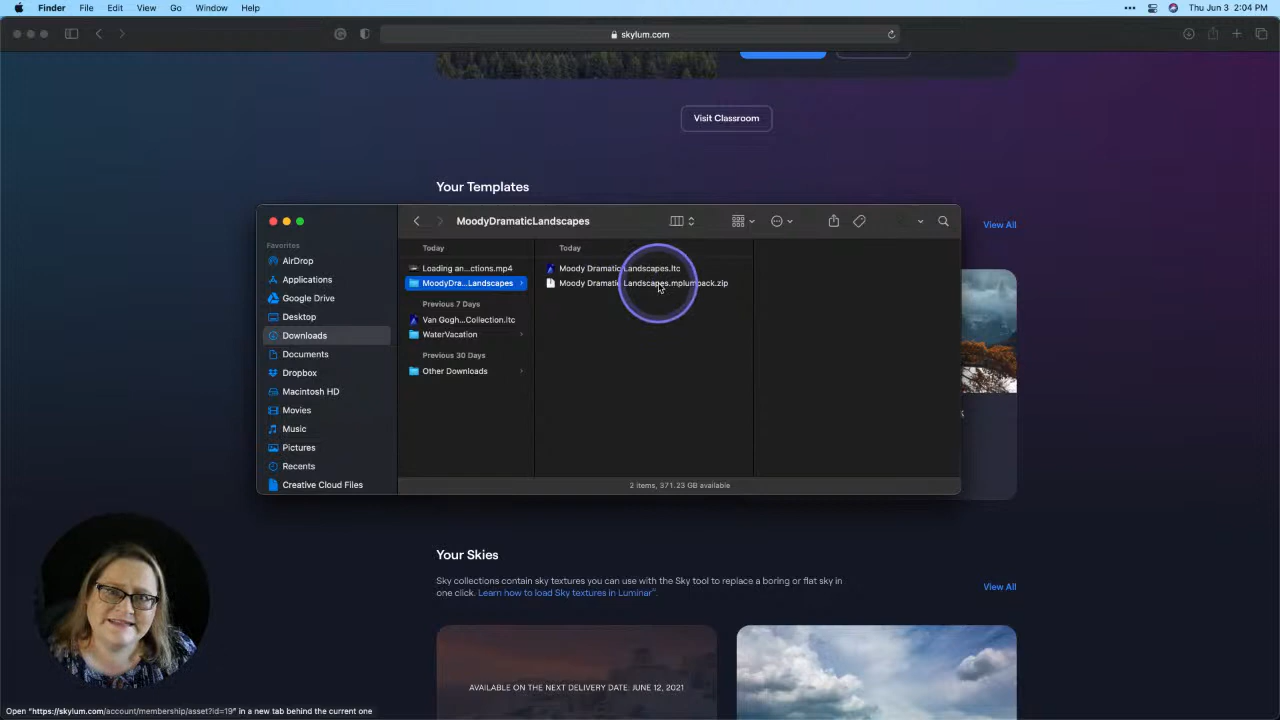 Finder File Edit View Go Window Help
Thu Jun 3 2:04 PM
skylum.com
Visit Classroom
Your Templates
View All
MoodyDramaticLandscapes
Favorites
AirDrop
Applications
Google Drive
Desktop
Downloads
Documents
Dropbox
Macintosh HD
Movies
Music
Pictures
Recents
Creative Cloud Files
Today
Loading an...ctions.mp4
MoodyDra...Landscapes
Previous 7 Days
Van Gogh...Collection.ltc
WaterVacation
Previous 30 Days
Other Downloads
Today
Moody Dramatic Landscapes.ltc
Moody Dramatic Landscapes.mplumpack.zip
2 items, 371.23 GB available
Your Skies
Sky collections contain sky textures you can use with the Sky tool to replace a boring or flat sky in
one click. Learn how to load Sky textures in Luminar".
View All
AVAILABLE ON THE NEXT DELIVERY DATE: JUNE 12, 2021
Open "https://skylum.com/account/membership/asset?id=19" in a new tab behind the current one